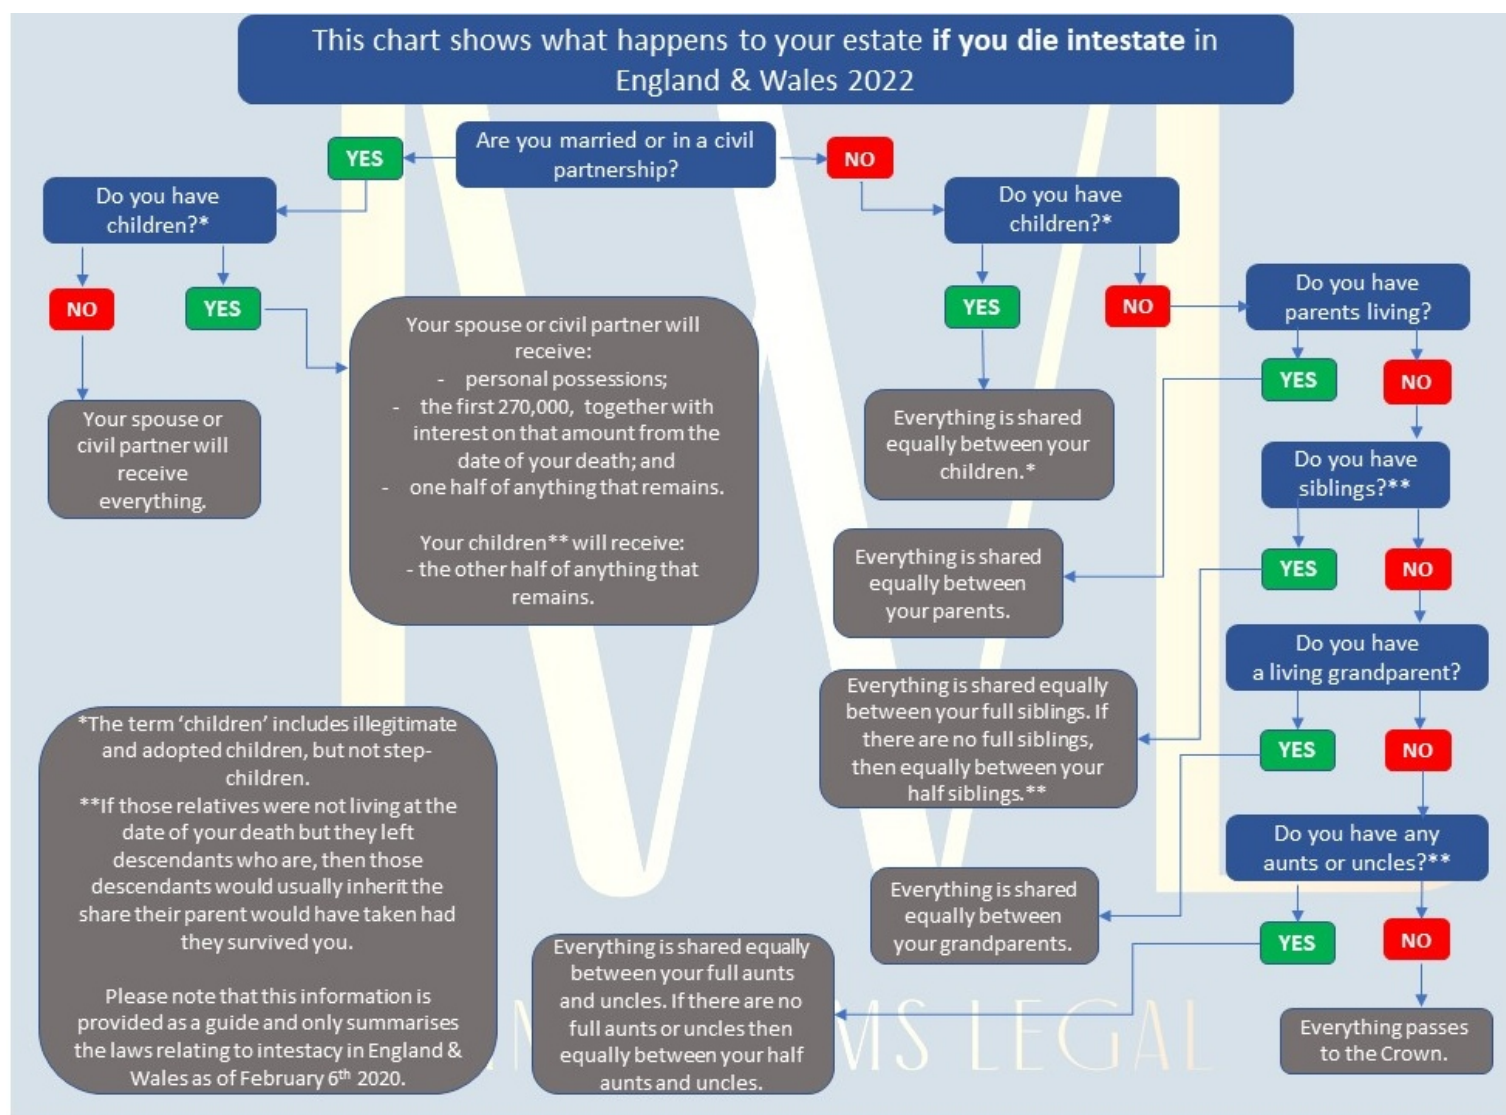 This chart shows what happens to your estate if you die intestate in
England & Wales 2022
Are you married or in a civil
partnership?
YES
NO
Do you have
children?*
NO
YES
Your spouse or
civil partner will
receive
everything.
Your spouse or civil partner will
receive:
- personal possessions;
- the first 270,000, together with
interest on that amount from the
date of your death; and
- one half of anything that remains.
Your children** will receive:
- the other half of anything that
remains.
Do you have
children?*
YES
NO
Everything is shared
equally between your
children.*
Do you have
parents living?
YES
NO
Everything is shared
equally between
your parents.
Do you have
siblings?**
YES
NO
Everything is shared equally
between your full siblings. If
there are no full siblings,
then equally between your
half siblings.**
Do you have
a living grandparent?
YES
NO
Everything is shared
equally between
your grandparents.
Do you have any
aunts or uncles?**
YES
NO
Everything is shared equally
between your full aunts
and uncles. If there are no
full aunts or uncles then
equally between your half
aunts and uncles.
Everything passes
to the Crown.
*The term ‘children’ includes illegitimate
and adopted children, but not step-
children.
**If those relatives were not living at the
date of your death but they left
descendants who are, then those
descendants would usually inherit the
share their parent would have taken had
they survived you.
Please note that this information is
provided as a guide and only summarises
the laws relating to intestacy in England &
Wales as of February 6th 2020.
MS LEGAL